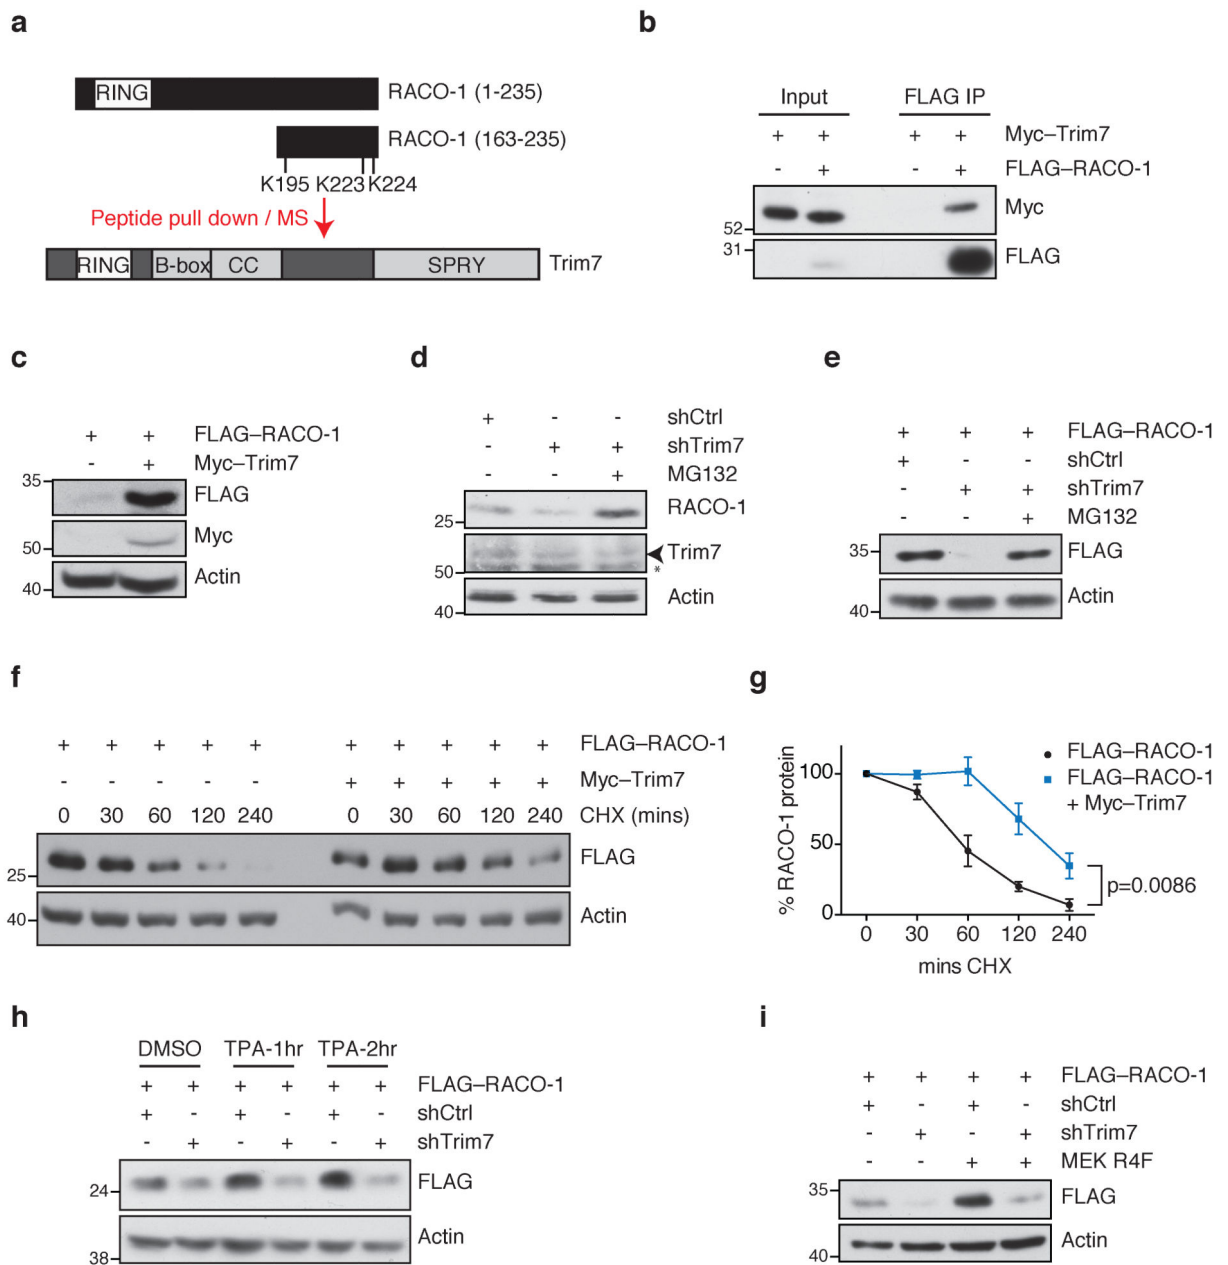 a
RING RACO-1 (1-235)
RACO-1 (163-235)
K195 K223 K224
Peptide pull down / MS
RING B-box CC SPRY Trim7
b
Input FLAG IP
+ + + + Myc–Trim7
- + - + FLAG–RACO-1
52 Myc
31 FLAG
c
+ + FLAG–RACO-1
- + Myc–Trim7
35 FLAG
50 Myc
40 Actin
d
+ - - shCtrl
- + + shTrim7
- - + MG132
25 RACO-1
50 Trim7
*
40 Actin
e
+ + + FLAG–RACO-1
+ - - shCtrl
- + + shTrim7
- - + MG132
35 FLAG
40 Actin
f
+ + + + + + + + + + FLAG–RACO-1
- - - - - + + + + + Myc–Trim7
0 30 60 120 240 0 30 60 120 240 CHX (mins)
25 FLAG
40 Actin
g
% RACO-1 protein
100
50
0
0 30 60 120 240
mins CHX
FLAG–RACO-1
FLAG–RACO-1
+ Myc–Trim7
p=0.0086
h
DMSO TPA-1hr TPA-2hr
+ + + + + + FLAG–RACO-1
+ - + - + - shCtrl
- + - + - + shTrim7
24 FLAG
38 Actin
i
+ + + + FLAG–RACO-1
+ - + - shCtrl
- + - + shTrim7
- - + + MEK R4F
35 FLAG
40 Actin